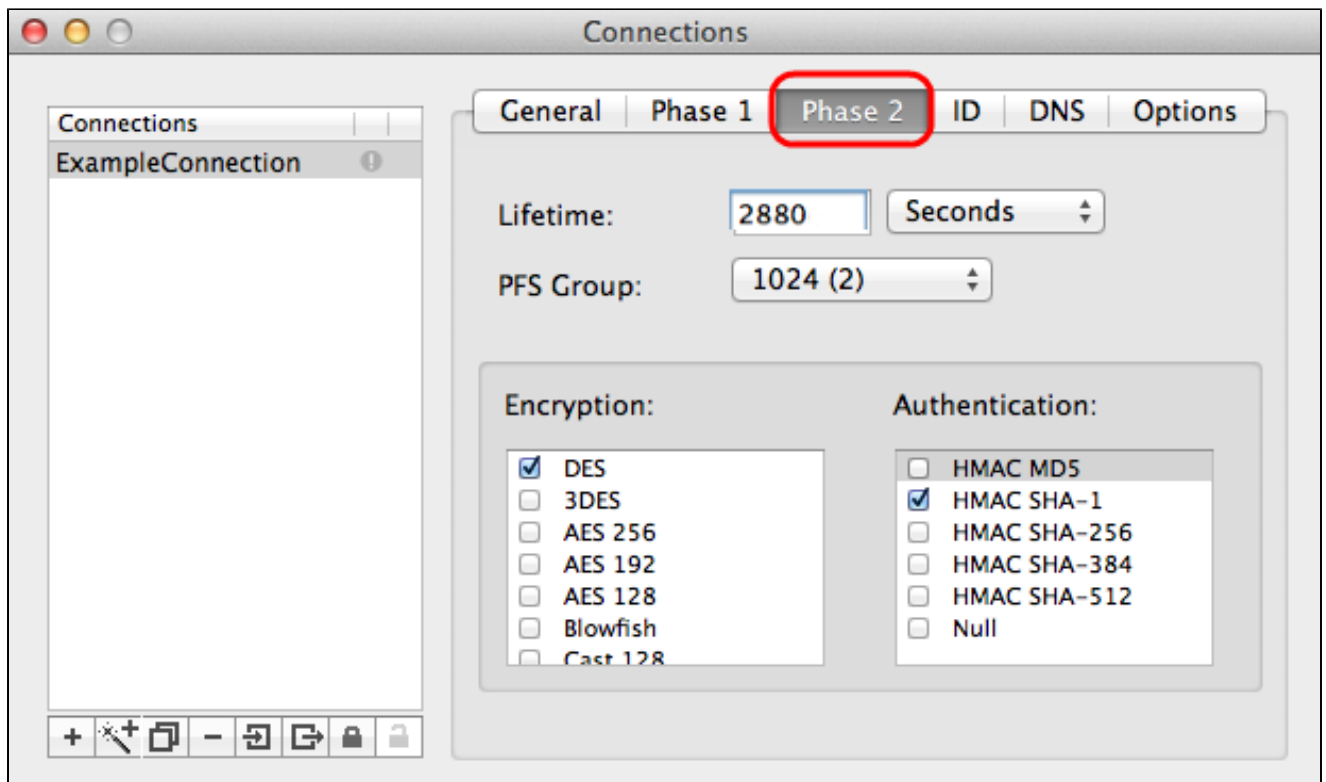 Connections
Connections
ExampleConnection
General Phase 1 Phase 2 ID DNS Options
Lifetime: 2880 Seconds
PFS Group: 1024 (2)
Encryption: Authentication:
DES HMAC MD5
3DES HMAC SHA-1
AES 256 HMAC SHA-256
AES 192 HMAC SHA-384
AES 128 HMAC SHA-512
Blowfish Null
Cast 128